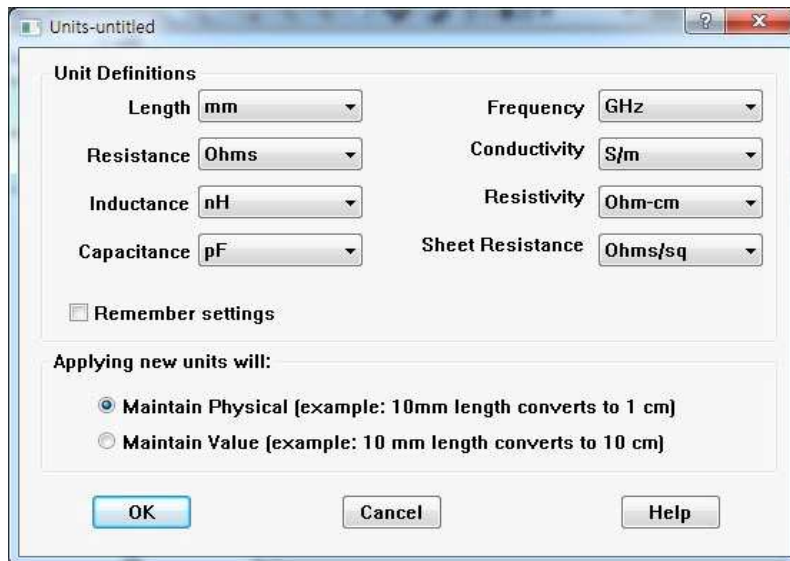 Units-untitled
Unit Definitions
Length mm Frequency GHz
Resistance Ohms Conductivity S/m
Inductance nH Resistivity Ohm-cm
Capacitance pF Sheet Resistance Ohms/sq
Remember settings
Applying new units will:
Maintain Physical (example: 10mm length converts to 1 cm)
Maintain Value (example: 10 mm length converts to 10 cm)
OK Cancel Help